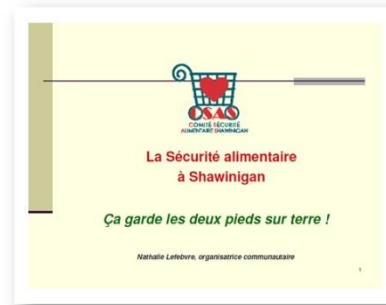 CSAS
COMITÉ SÉCURITÉ
ALIMENTAIRE SHAWINIGAN
La Sécurité alimentaire
à Shawinigan
Ça garde les deux pieds sur terre !
Nathalie Lefebvre, organisatrice communautaire
1